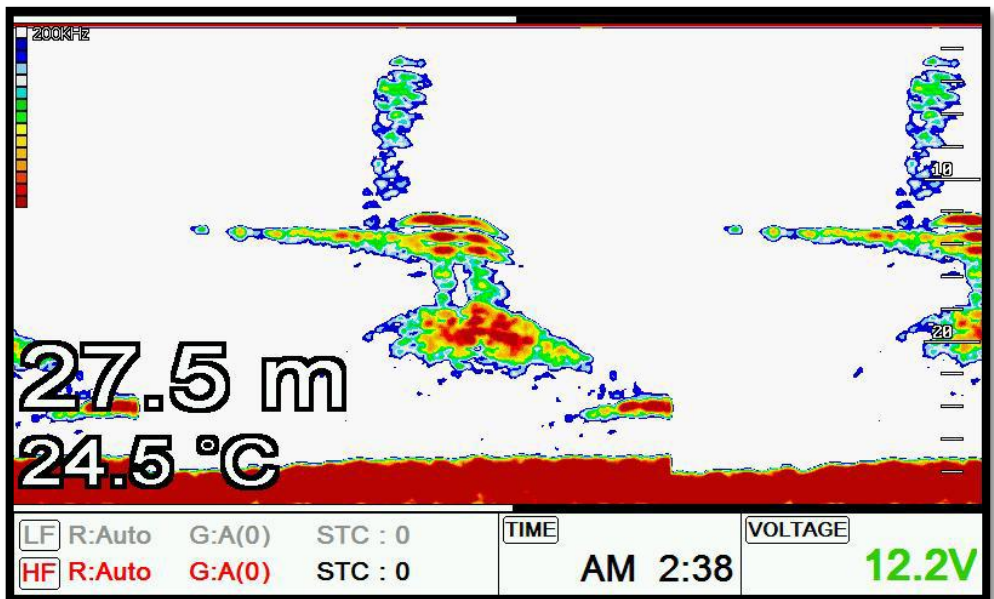 200KHz
10
20
27.5 m
24.5 °C
LF R:Auto G:A(0) STC : 0
HF R:Auto G:A(0) STC : 0
TIME
AM 2:38
VOLTAGE
12.2V